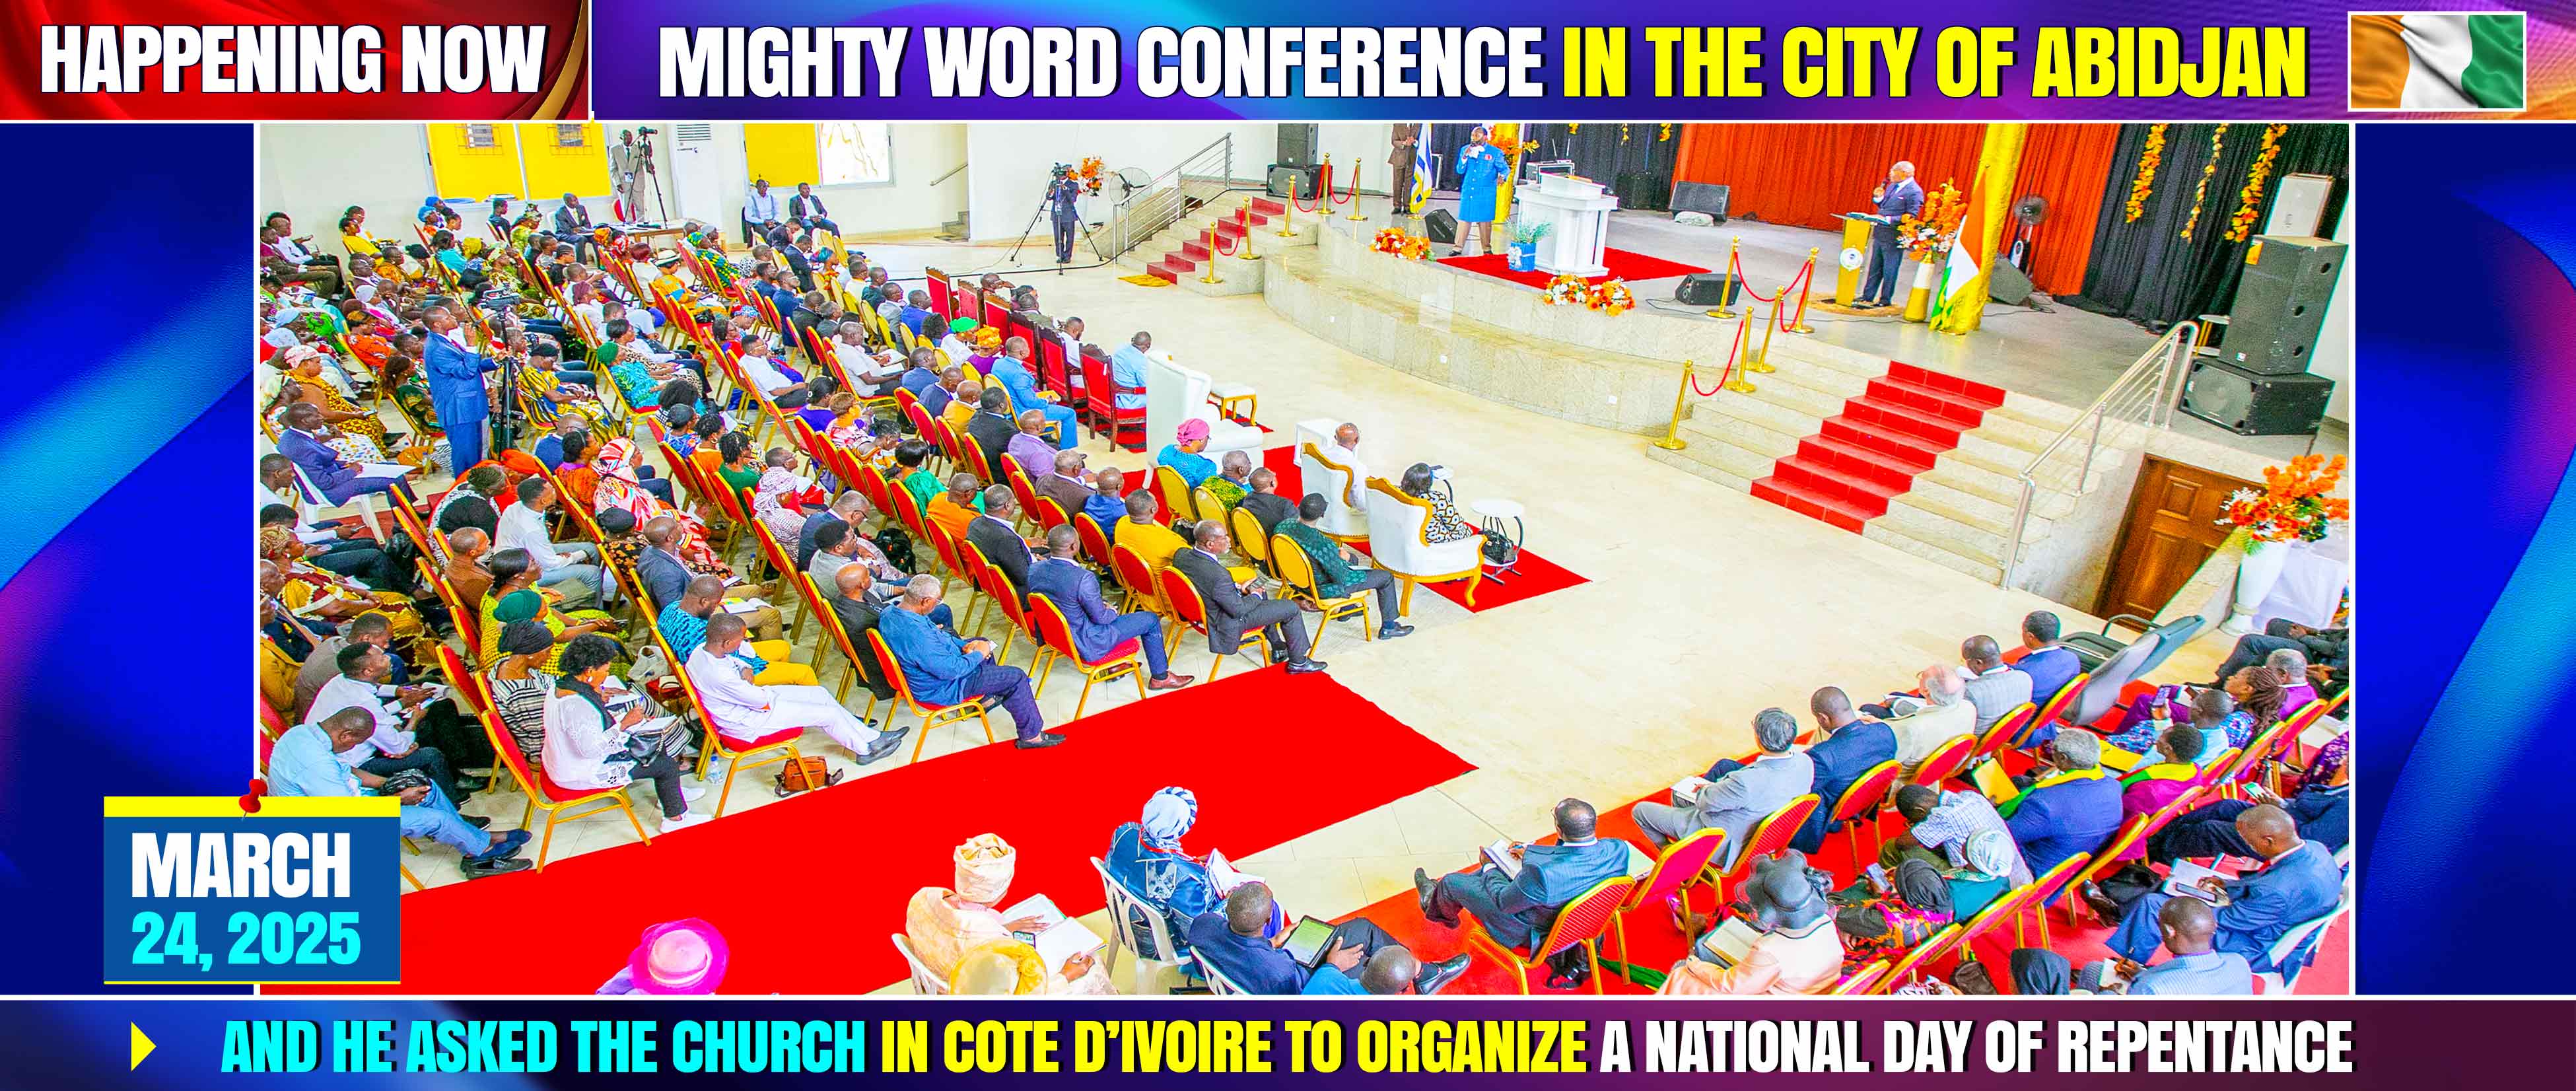 HAPPENING NOW
MIGHTY WORD CONFERENCE IN THE CITY OF ABIDJAN
MARCH
24, 2025
AND HE ASKED THE CHURCH IN COTE D'IVOIRE TO ORGANIZE A NATIONAL DAY OF REPENTANCE